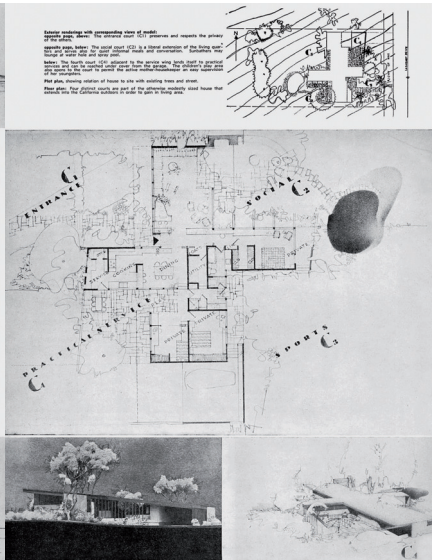 Exterior renderings with corresponding views of model:
opposite page, above: The entrance court (C1) preserves and respects the privacy
of the others.
opposite page, below: The social court (C2) is a liberal extension of the living quar-
ters and serves also for quiet informal meals and conversation. Sunbathers may
lounge at water hole and spray pool.
below: The fourth court (C4) adjacent to the service wing lends itself to practical
services and can be reached under cover from the garage. The children's play area
also opens to the court to permit the active mother-housekeeper an easy supervision
of her youngsters.
Plot plan, showing relation of house to site with existing trees and street.
Floor plan: Four distinct courts are part of the otherwise modestly sized house that
extends into the California outdoors in order to gain in living area.
N
C1
ENTRANCE
SOCIAL
C2
DINING
PRIVATE
PRACTICAL SERVICE
C4
SPORTS
C3
C4